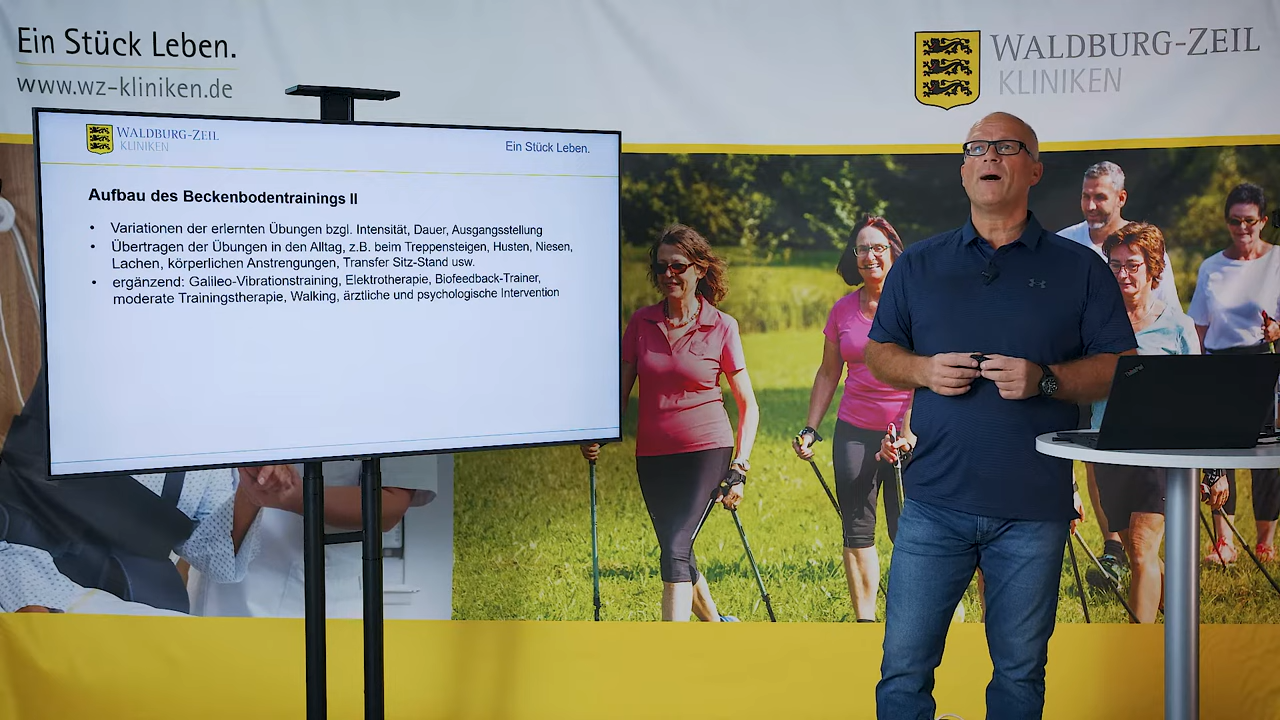 Ein Stück Leben.
www.wz-kliniken.de
WALDBURG-ZEIL
KLINIKEN
WALDBURG-ZEIL
KLINIKEN
Ein Stück Leben.
Aufbau des Beckenbodentrainings II
• Variationen der erlernten Übungen bzgl. Intensität, Dauer, Ausgangsstellung
• Übertragen der Übungen in den Alltag, z.B. beim Treppensteigen, Husten, Niesen,
Lachen, körperlichen Anstrengungen, Transfer Sitz-Stand usw.
• ergänzend: Galileo-Vibrationstraining, Elektrotherapie, Biofeedback-Trainer,
moderate Trainingstherapie, Walking, ärztliche und psychologische Intervention
ThinkPad